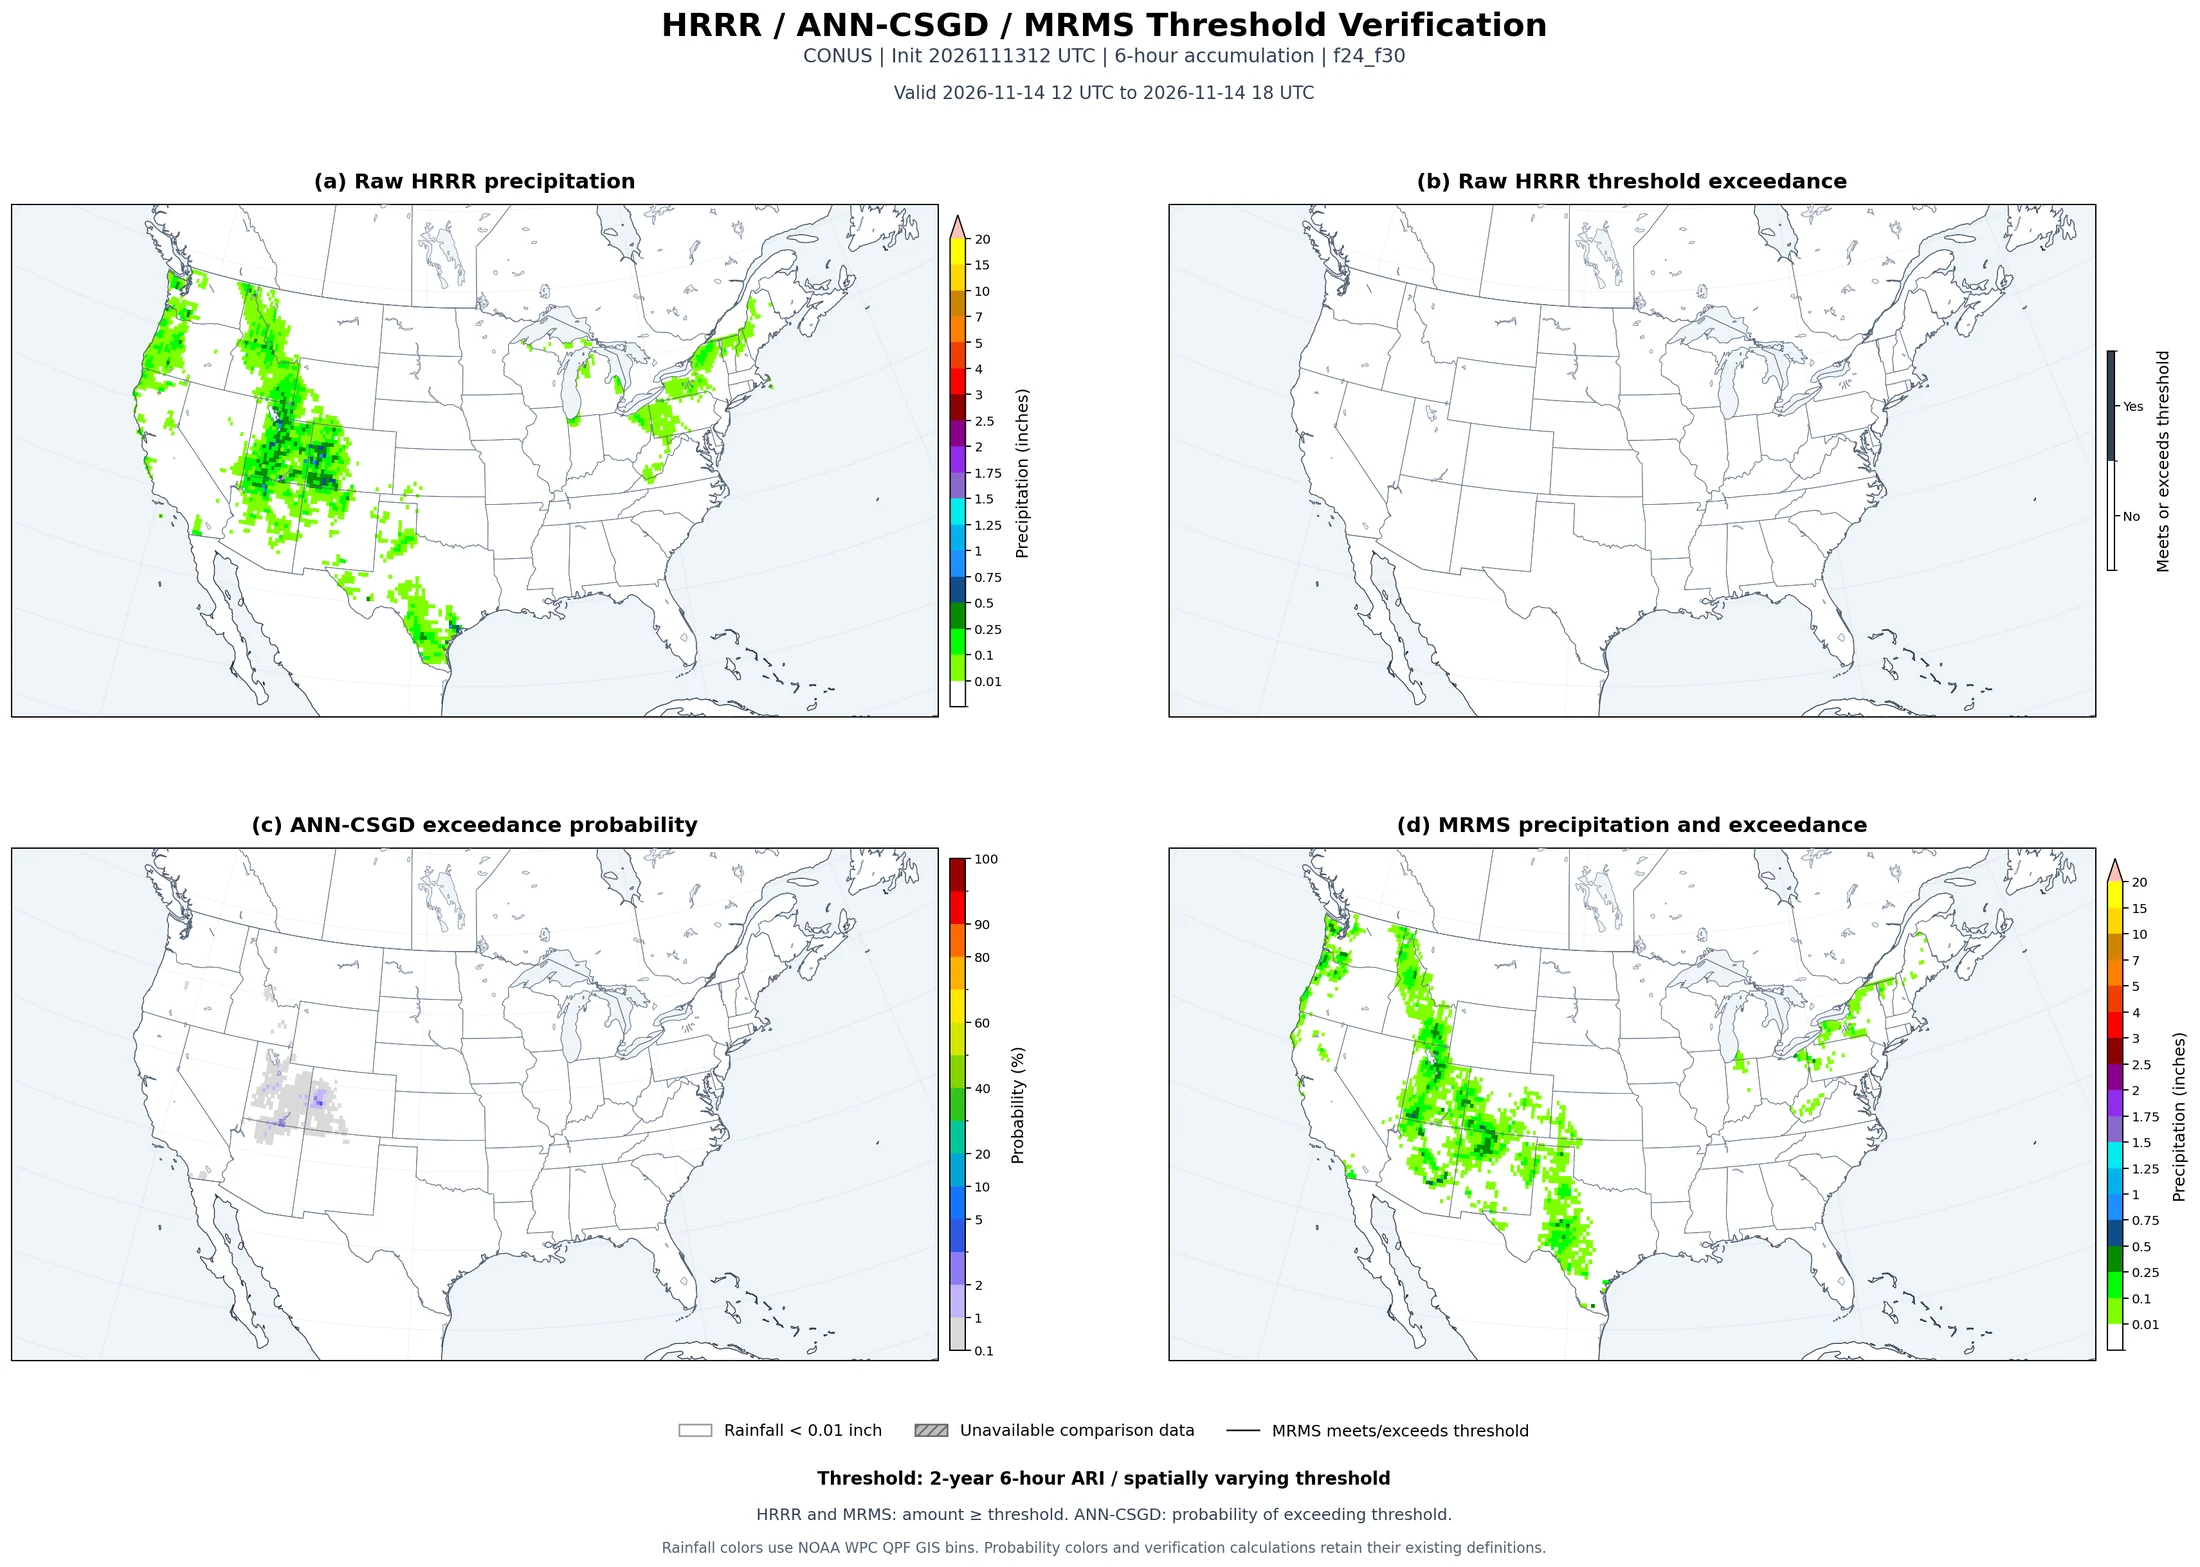 HRRR / ANN-CSGD / MRMS Threshold Verification
CONUS | Init 2026111312 UTC | 6-hour accumulation | f24_f30
Valid 2026-11-14 12 UTC to 2026-11-14 18 UTC
(a) Raw HRRR precipitation
20
15
10
7
5
4
3
2.5
2
1.75
1.5
1.25
1
0.75
0.5
0.25
0.1
0.01
Precipitation (inches)
(b) Raw HRRR threshold exceedance
Yes
No
Meets or exceeds threshold
(c) ANN-CSGD exceedance probability
100
90
80
60
40
20
10
5
2
1
0.1
Probability (%)
(d) MRMS precipitation and exceedance
20
15
10
7
5
4
3
2.5
2
1.75
1.5
1.25
1
0.75
0.5
0.25
0.1
0.01
Precipitation (inches)
Rainfall < 0.01 inch
Unavailable comparison data
MRMS meets/exceeds threshold
Threshold: 2-year 6-hour ARI / spatially varying threshold
HRRR and MRMS: amount ≥ threshold. ANN-CSGD: probability of exceeding threshold.
Rainfall colors use NOAA WPC QPF GIS bins. Probability colors and verification calculations retain their existing definitions.